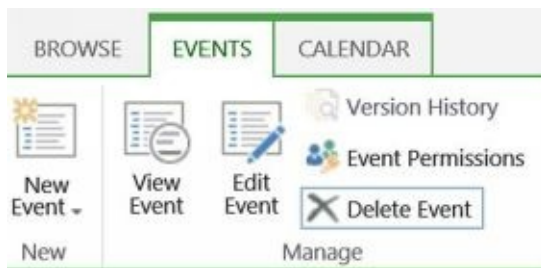 BROWSE EVENTS CALENDAR
New Event
View Event
Edit Event
Version History
Event Permissions
Delete Event
New
Manage